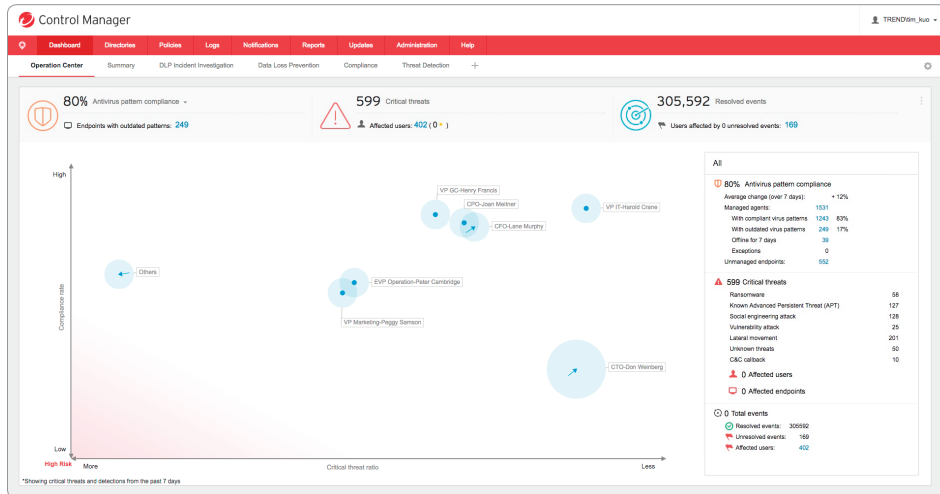 Control Manager
TREND\tim_kuo
Dashboard Directories Policies Logs Notifications Reports Updates Administration Help
Operation Center Summary DLP Incident Investigation Data Loss Prevention Compliance Threat Detection +
80% Antivirus pattern compliance
Endpoints with outdated patterns: 249
599 Critical threats
Affected users: 402 ( 0 )
305,592 Resolved events
Users affected by 0 unresolved events: 169
High
Compliance rate
Low
High Risk
More
Critical threat ratio
Less
VP GC-Henry Francis
CPO-Joan Meltner
CFO-Lane Murphy
VP IT-Harold Crane
Others
EVP Operation-Peter Cambridge
VP Marketing-Peggy Samson
CTO-Don Weinberg
*Showing critical threats and detections from the past 7 days
All
80% Antivirus pattern compliance
Average change (over 7 days): + 12%
Managed agents: 1531
With compliant virus patterns 1243 83%
With outdated virus patterns 249 17%
Offline for 7 days 39
Exceptions 0
Unmanaged endpoints: 552
599 Critical threats
Ransomware 58
Known Advanced Persistent Threat (APT) 127
Social engineering attack 128
Vulnerability attack 25
Lateral movement 201
Unknown threats 50
C&C callback 10
0 Affected users
0 Affected endpoints
0 Total events
Resolved events: 305592
Unresolved events: 169
Affected users: 402